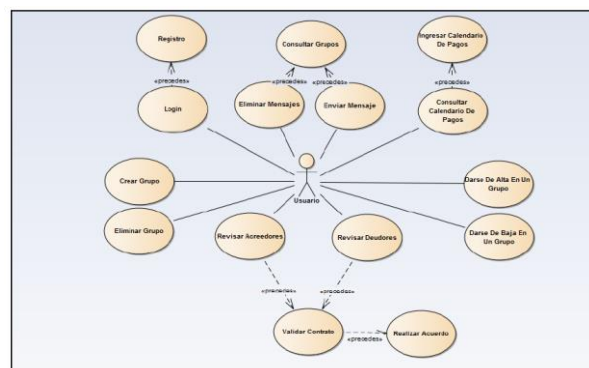 Registro
Consultar Grupos
Ingresar Calendario
De Pagos
«precedes»
«precedes»
«precedes»
«precedes»
Login
Eliminar Mensajes
Enviar Mensaje
Consultar
Calendario De
Pagos
Crear Grupo
Usuario
Darse De Alta En Un
Grupo
Eliminar Grupo
Revisar Acreedores
Revisar Deudores
Darse De Baja En
Un Grupo
«precedes»
«precedes»
Validar Contrato
«precedes»
Realizar Acuerdo